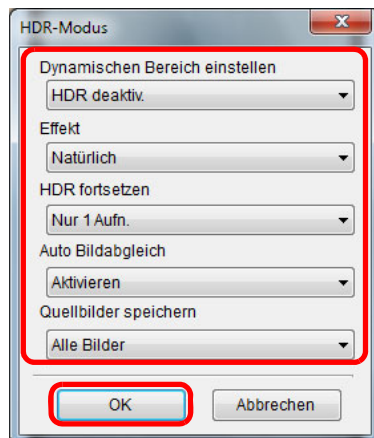 HDR-Modus
Dynamischen Bereich einstellen
HDR deaktiv.
Effekt
Natürlich
HDR fortsetzen
Nur 1 Aufn.
Auto Bildabgleich
Aktivieren
Quellbilder speichern
Alle Bilder
OK Abbrechen